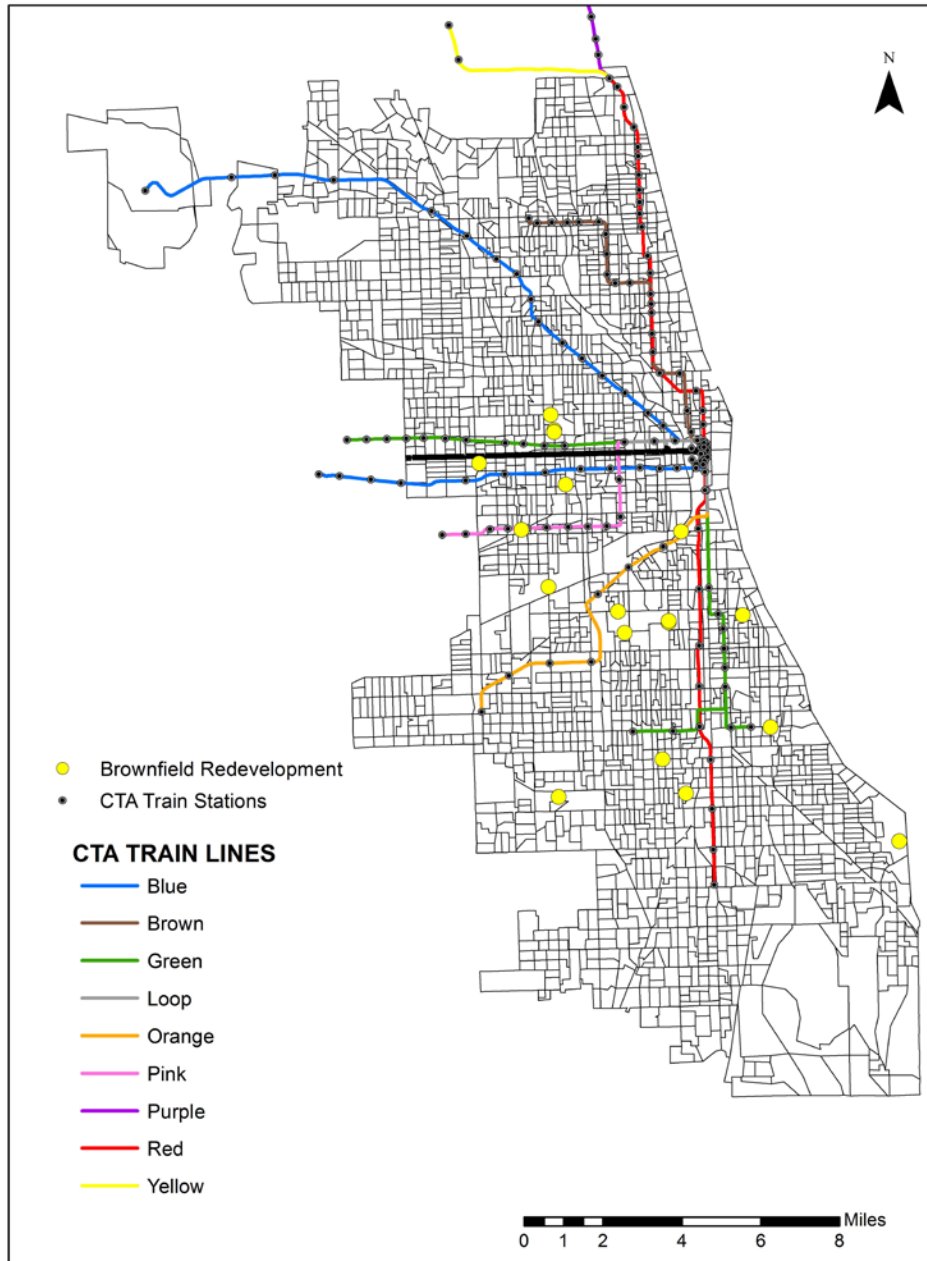 N
Brownfield Redevelopment
CTA Train Stations
CTA TRAIN LINES
Blue
Brown
Green
Loop
Orange
Pink
Purple
Red
Yellow
Miles
0 1 2 4 6 8